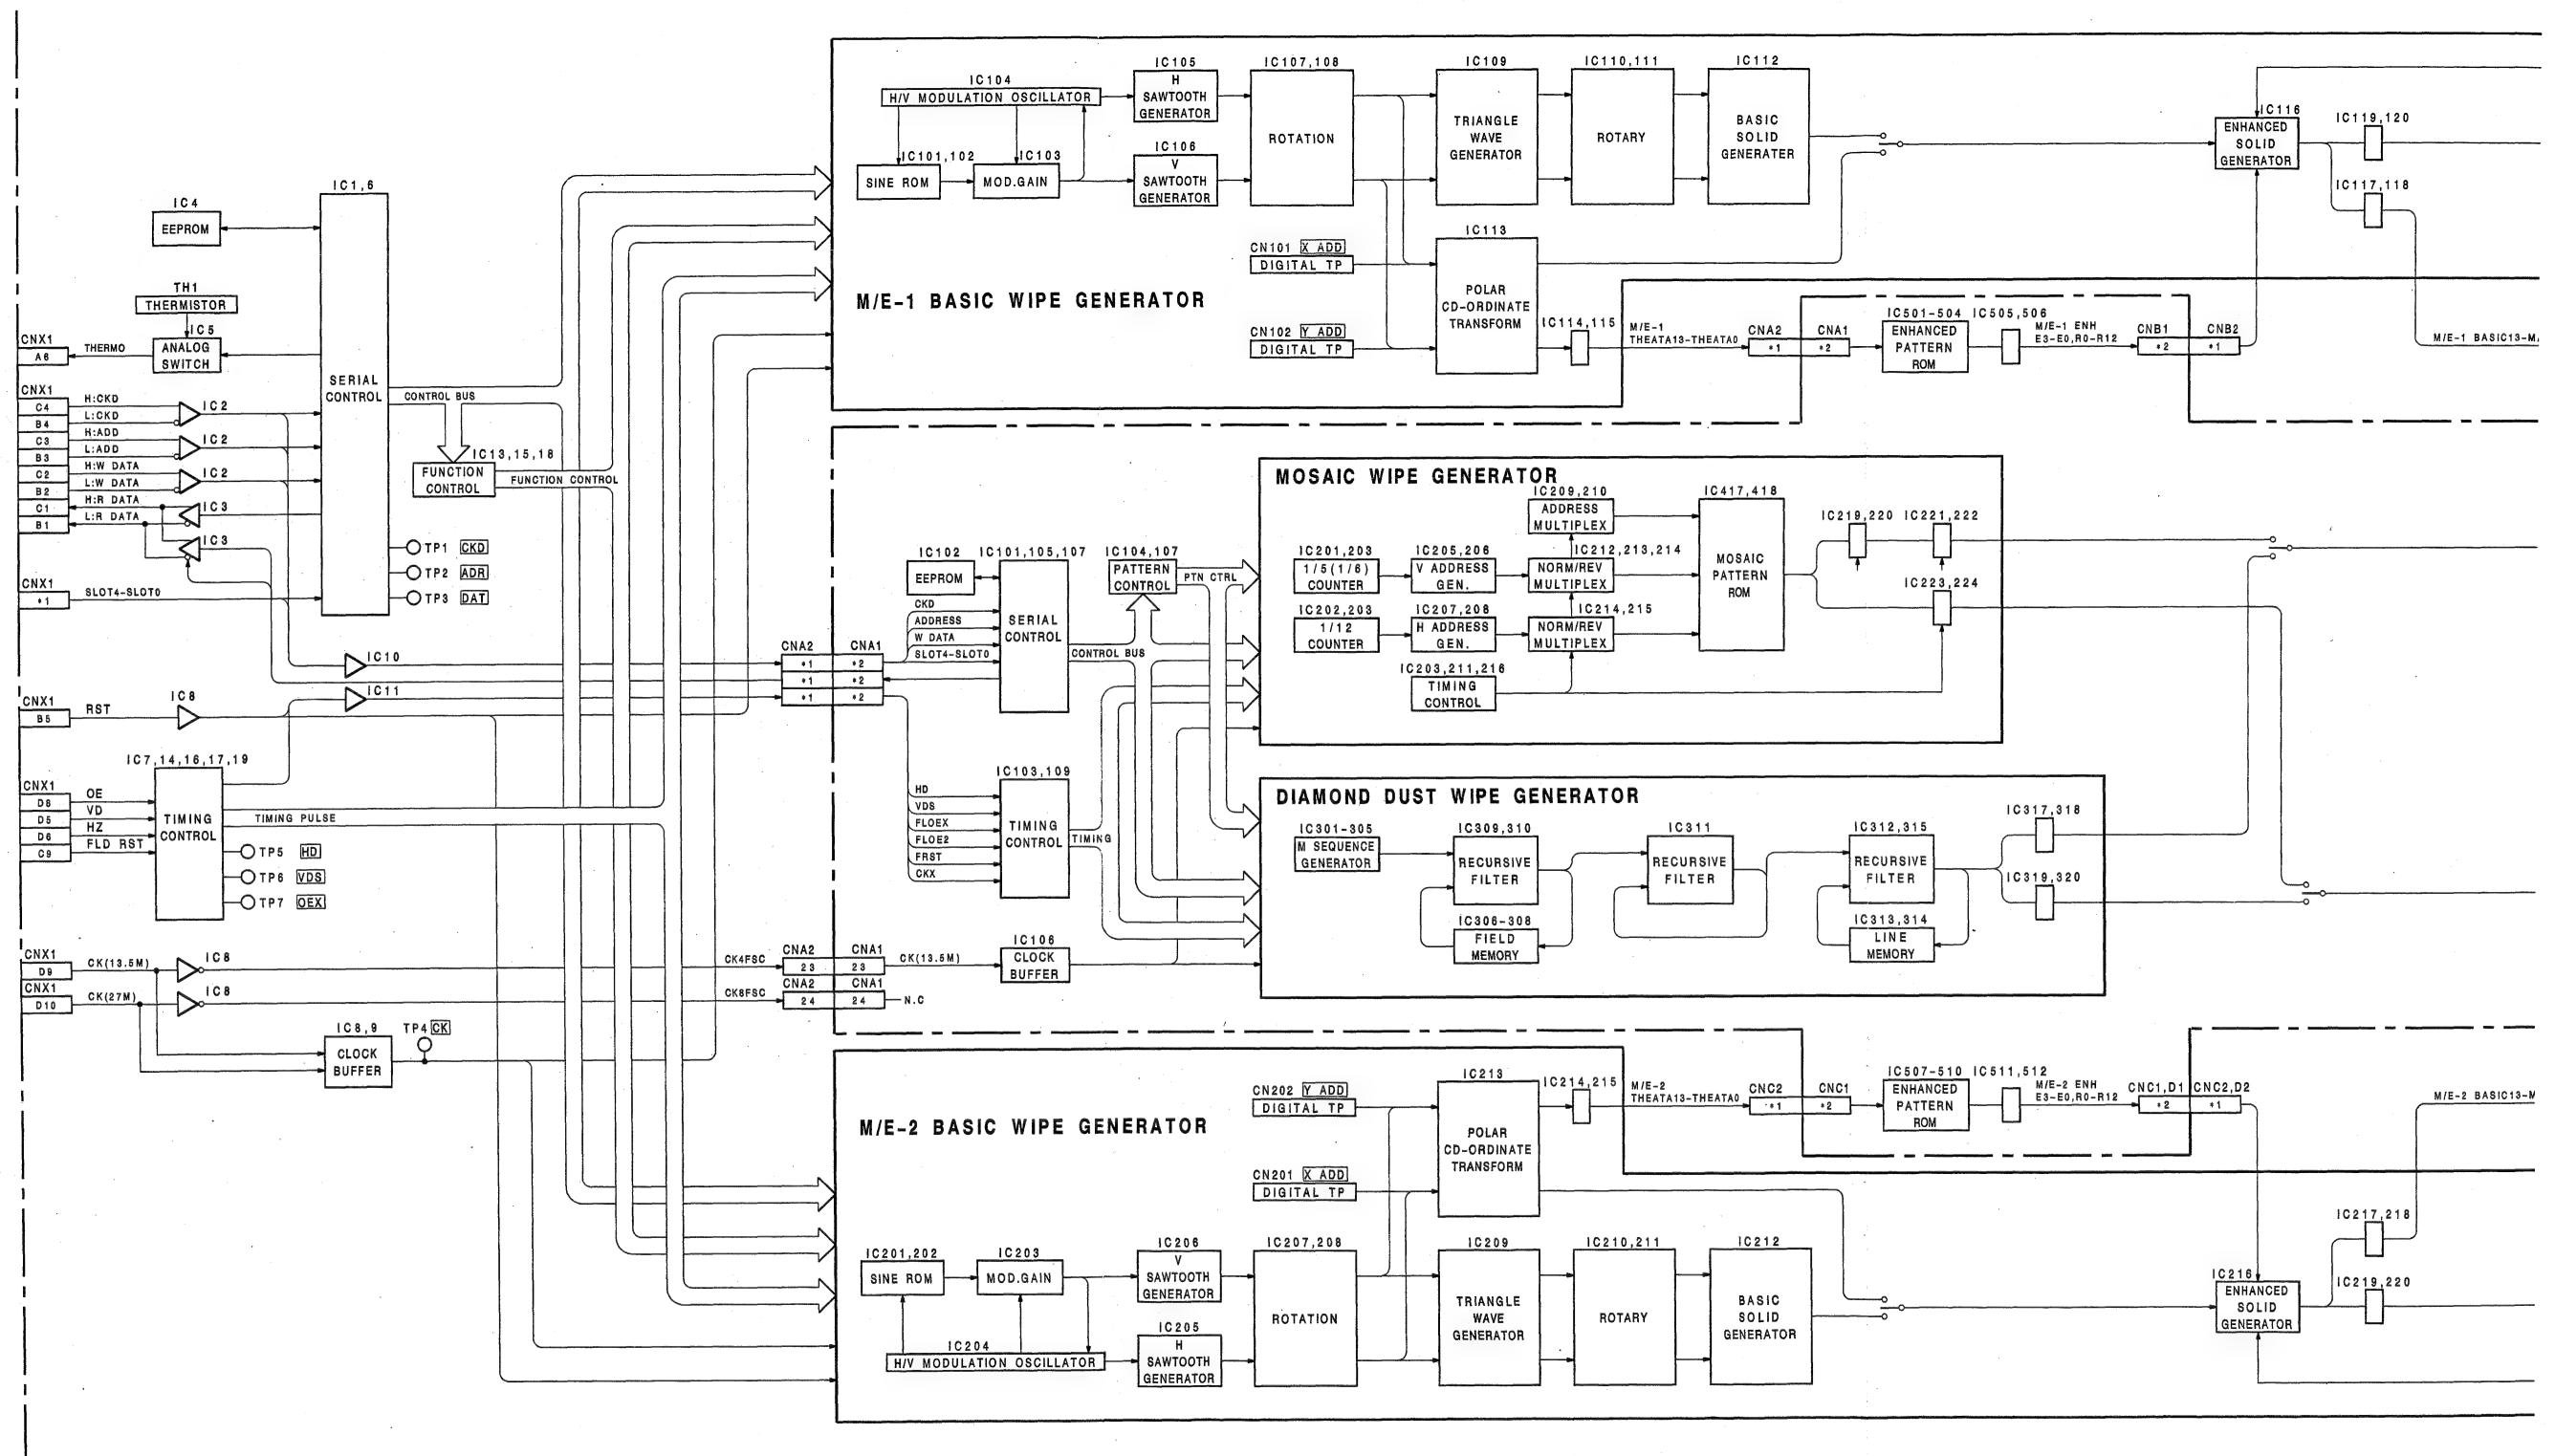 IC1,6
IC4
EEPROM
TH1
THERMISTOR
IC5
ANALOG
SWITCH
CNX1
A6
THERMO
SERIAL
CONTROL
CNX1
C4
H:CKD
B4
L:CKD
IC2
C3
H:ADD
B3
L:ADD
IC2
C2
H:W DATA
B2
L:W DATA
IC2
C1
H:R DATA
B1
L:R DATA
IC3
IC3
CNX1
*1
SLOT4-SLOT0
TP1 CKD
TP2 ADR
TP3 DAT
CONTROL BUS
IC13,15,18
FUNCTION
CONTROL
FUNCTION CONTROL
IC10
IC11
CNX1
B5
RST
IC8
IC7,14,16,17,19
CNX1
D8
OE
D5
VD
D6
HZ
C9
FLD RST
TIMING
CONTROL
TIMING PULSE
TP5 HD
TP6 VDS
TP7 OEX
CNX1
D9
CK(13.5M)
IC8
CNX1
D10
CK(27M)
IC8
IC8,9
CLOCK
BUFFER
TP4 CK
M/E-1 BASIC WIPE GENERATOR
IC104
H/V MODULATION OSCILLATOR
IC101,102
SINE ROM
IC103
MOD.GAIN
IC105
H
SAWTOOTH
GENERATOR
IC106
V
SAWTOOTH
GENERATOR
IC107,108
ROTATION
IC109
TRIANGLE
WAVE
GENERATOR
IC110,111
ROTARY
IC112
BASIC
SOLID
GENERATER
CN101 X ADD
DIGITAL TP
CN102 Y ADD
DIGITAL TP
IC113
POLAR
CD-ORDINATE
TRANSFORM
IC114,115
M/E-1
THEATA13-THEATA0
CNA2
*1
CNA1
*2
IC501-504
ENHANCED
PATTERN
ROM
IC505,506
M/E-1 ENH
E3-E0,R0-R12
CNB1
*2
CNB2
*1
IC116
ENHANCED
SOLID
GENERATOR
IC119,120
IC117,118
M/E-1 BASIC13-M
CNA2
CNA1
*1
*2
*1
*2
*1
*2
IC102
EEPROM
IC101,105,107
SERIAL
CONTROL
CKD
ADDRESS
W DATA
SLOT4-SLOT0
CONTROL BUS
IC104,107
PATTERN
CONTROL
PTN CTRL
IC103,109
TIMING
CONTROL
HD
VDS
FLOEX
FLOE2
FRST
CKX
TIMING
CK4FSC
CNA2
23
CNA1
23
CK(13.5M)
IC106
CLOCK
BUFFER
CK8FSC
CNA2
24
CNA1
24
N.C
MOSAIC WIPE GENERATOR
IC209,210
ADDRESS
MULTIPLEX
IC201,203
1/5(1/6)
COUNTER
IC205,206
V ADDRESS
GEN.
IC212,213,214
NORM/REV
MULTIPLEX
IC202,203
1/12
COUNTER
IC207,208
H ADDRESS
GEN.
IC214,215
NORM/REV
MULTIPLEX
IC203,211,216
TIMING
CONTROL
IC417,418
MOSAIC
PATTERN
ROM
IC219,220
IC221,222
IC223,224
DIAMOND DUST WIPE GENERATOR
IC301-305
M SEQUENCE
GENERATOR
IC309,310
RECURSIVE
FILTER
IC306-308
FIELD
MEMORY
IC311
RECURSIVE
FILTER
IC312,315
RECURSIVE
FILTER
IC313,314
LINE
MEMORY
IC317,318
IC319,320
M/E-2 BASIC WIPE GENERATOR
CN202 Y ADD
DIGITAL TP
CN201 X ADD
DIGITAL TP
IC213
POLAR
CD-ORDINATE
TRANSFORM
IC214,215
M/E-2
THEATA13-THEATA0
CNC2
*1
CNC1
*2
IC507-510
ENHANCED
PATTERN
ROM
IC511,512
M/E-2 ENH
E3-E0,R0-R12
CNC1,D1
*2
CNC2,D2
*1
M/E-2 BASIC13-M
IC201,202
SINE ROM
IC203
MOD.GAIN
IC204
H/V MODULATION OSCILLATOR
IC206
V
SAWTOOTH
GENERATOR
IC205
H
SAWTOOTH
GENERATOR
IC207,208
ROTATION
IC209
TRIANGLE
WAVE
GENERATOR
IC210,211
ROTARY
IC212
BASIC
SOLID
GENERATOR
IC216
ENHANCED
SOLID
GENERATOR
IC217,218
IC219,220